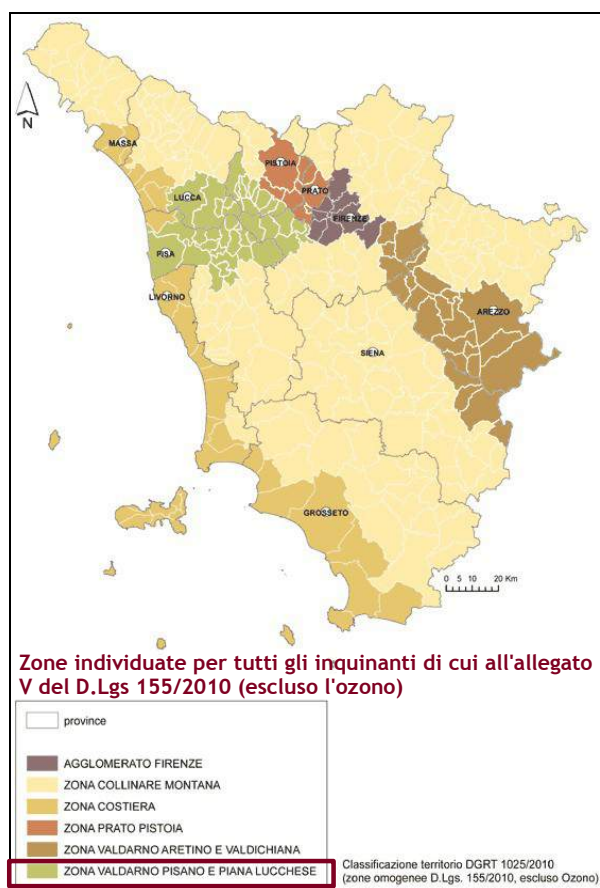 N
MASSA
PISTOIA
LUCCA
PRATO
FIRENZE
PISA
LIVORNO
AREZZO
SIENA
GROSSETO
0 5 10 20 Km
Zone individuate per tutti gli inquinanti di cui all'allegato
V del D.Lgs 155/2010 (escluso l'ozono)
province
AGGLOMERATO FIRENZE
ZONA COLLINARE MONTANA
ZONA COSTIERA
ZONA PRATO PISTOIA
ZONA VALDARNO ARETINO E VALDICHIANA
ZONA VALDARNO PISANO E PIANA LUCCHESE
Classificazione territorio DGRT 1025/2010
(zone omogenee D.Lgs. 155/2010, escluso Ozono)